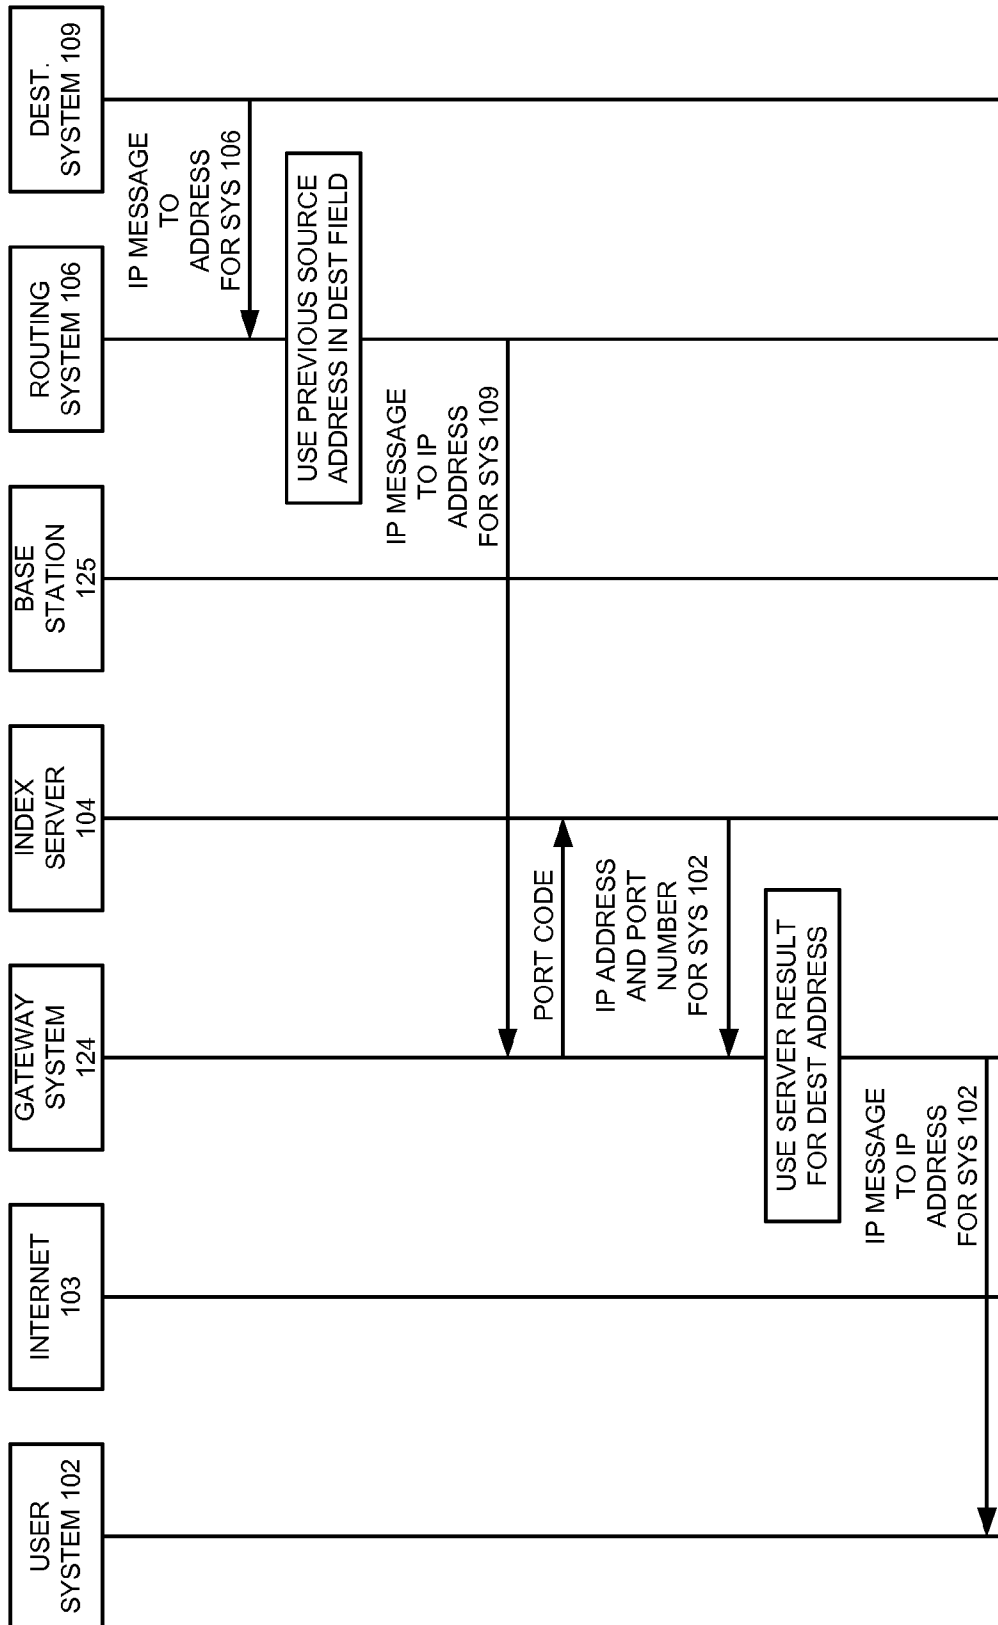 USER
SYSTEM 102
INTERNET
103
GATEWAY
SYSTEM
124
INDEX
SERVER
104
BASE
STATION
125
ROUTING
SYSTEM 106
DEST.
SYSTEM 109
IP MESSAGE
TO
ADDRESS
FOR SYS 106
USE PREVIOUS SOURCE
ADDRESS IN DEST FIELD
IP MESSAGE
TO IP
ADDRESS
FOR SYS 109
PORT CODE
IP ADDRESS
AND PORT
NUMBER
FOR SYS 102
USE SERVER RESULT
FOR DEST ADDRESS
IP MESSAGE
TO IP
ADDRESS
FOR SYS 102